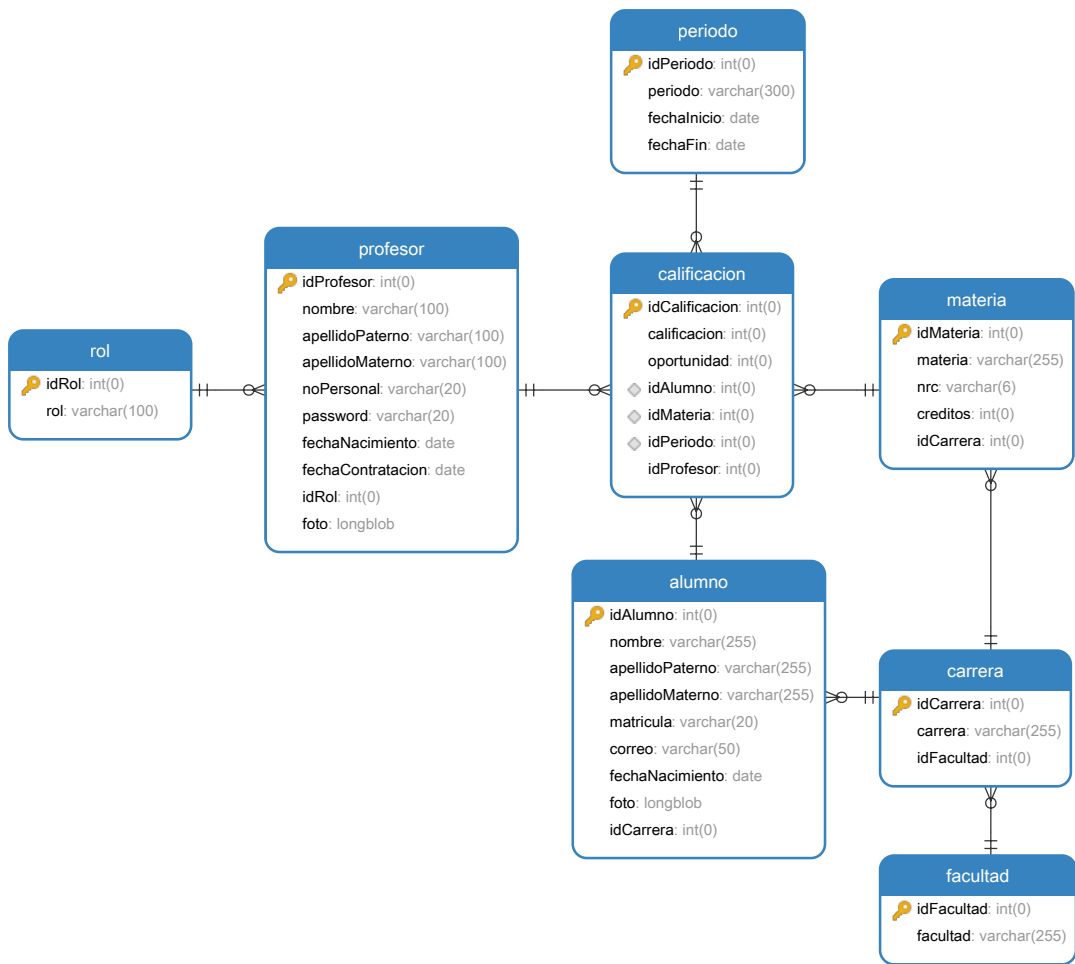 periodo
idPeriodo: int(0)
periodo: varchar(300)
fechaInicio: date
fechaFin: date
profesor
idProfesor: int(0)
nombre: varchar(100)
apellidoPaterno: varchar(100)
apellidoMaterno: varchar(100)
noPersonal: varchar(20)
password: varchar(20)
fechaNacimiento: date
fechaContratacion: date
idRol: int(0)
foto: longblob
calificacion
idCalificacion: int(0)
calificacion: int(0)
oportunidad: int(0)
idAlumno: int(0)
idMateria: int(0)
idPeriodo: int(0)
idProfesor: int(0)
materia
idMateria: int(0)
materia: varchar(255)
nrc: varchar(6)
creditos: int(0)
idCarrera: int(0)
rol
idRol: int(0)
rol: varchar(100)
alumno
idAlumno: int(0)
nombre: varchar(255)
apellidoPaterno: varchar(255)
apellidoMaterno: varchar(255)
matricula: varchar(20)
correo: varchar(50)
fechaNacimiento: date
foto: longblob
idCarrera: int(0)
carrera
idCarrera: int(0)
carrera: varchar(255)
idFacultad: int(0)
facultad
idFacultad: int(0)
facultad: varchar(255)